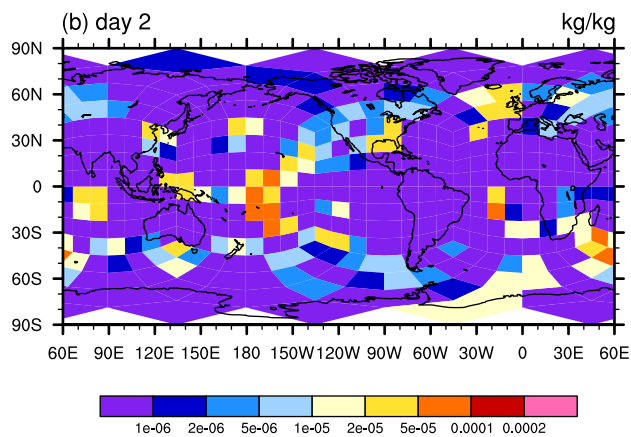 (b) day 2 kg/kg
90N
60N
30N
0
30S
60S
90S
60E 90E 120E 150E 180 150W 120W 90W 60W 30W 0 30E 60E
1e-06 2e-06 5e-06 1e-05 2e-05 5e-05 0.0001 0.0002